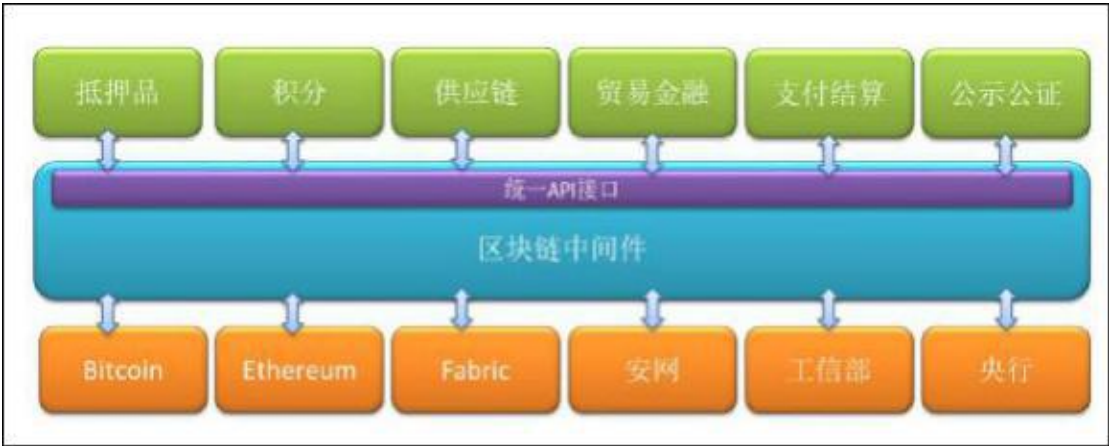 抵押品 积分 供应链 贸易金融 支付结算 公示公证
统一API接口
区块链中间件
Bitcoin Ethereum Fabric 安网 工信部 央行